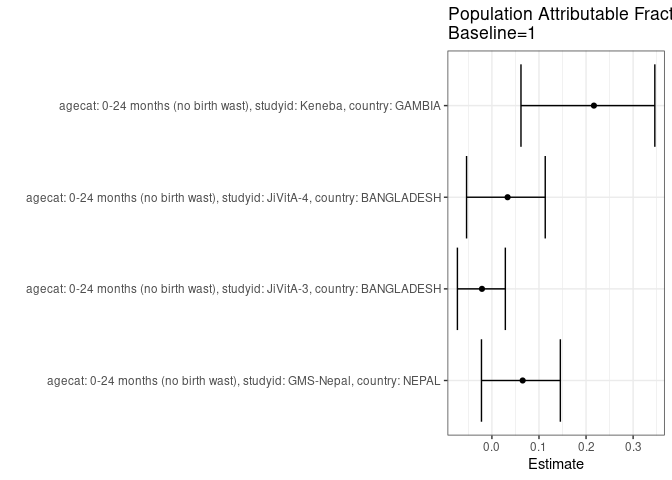 Population Attributable Fract
Baseline=1
agecat: 0-24 months (no birth wast), studyid: Keneba, country: GAMBIA
agecat: 0-24 months (no birth wast), studyid: JiVitA-4, country: BANGLADESH
agecat: 0-24 months (no birth wast), studyid: JiVitA-3, country: BANGLADESH
agecat: 0-24 months (no birth wast), studyid: GMS-Nepal, country: NEPAL
0.0 0.1 0.2 0.3
Estimate